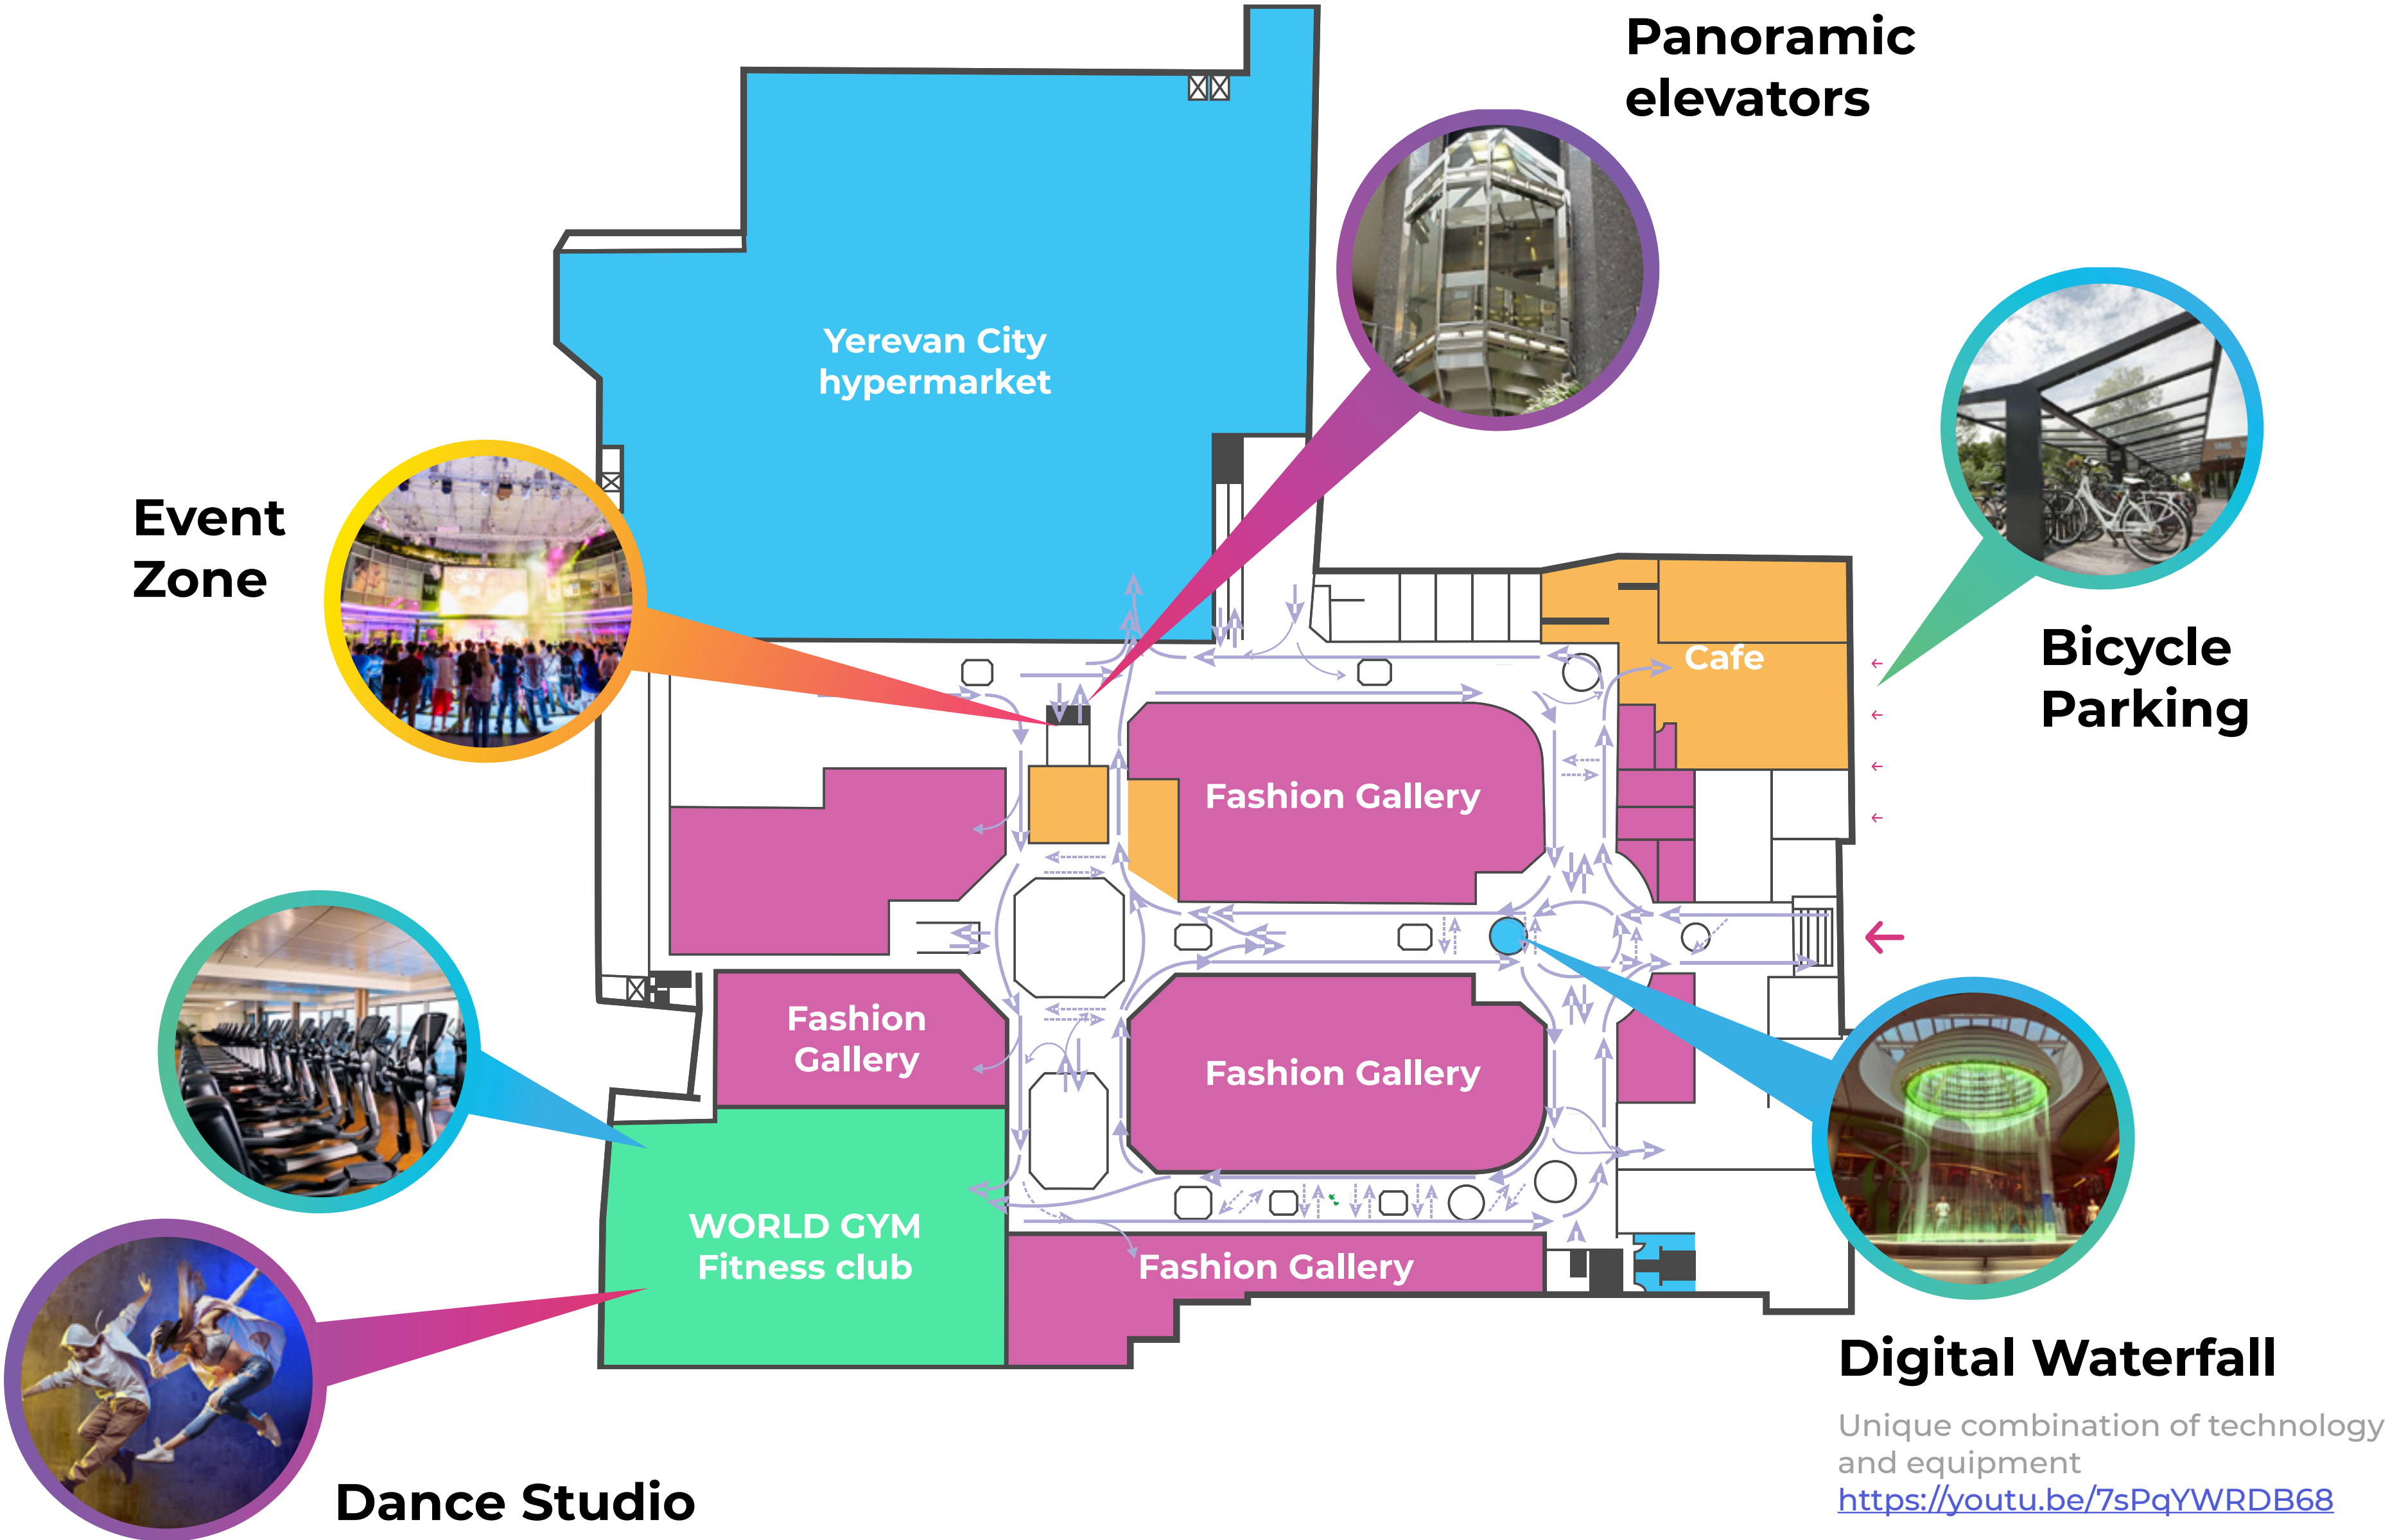 Panoramic
elevators
Yerevan City
hypermarket
Event
Zone
Bicycle
Parking
Cafe
Fashion Gallery
Fashion
Gallery
Fashion Gallery
WORLD GYM
Fitness club
Fashion Gallery
Digital Waterfall
Unique combination of technology
and equipment
https://youtu.be/7sPqYWRDB68
Dance Studio